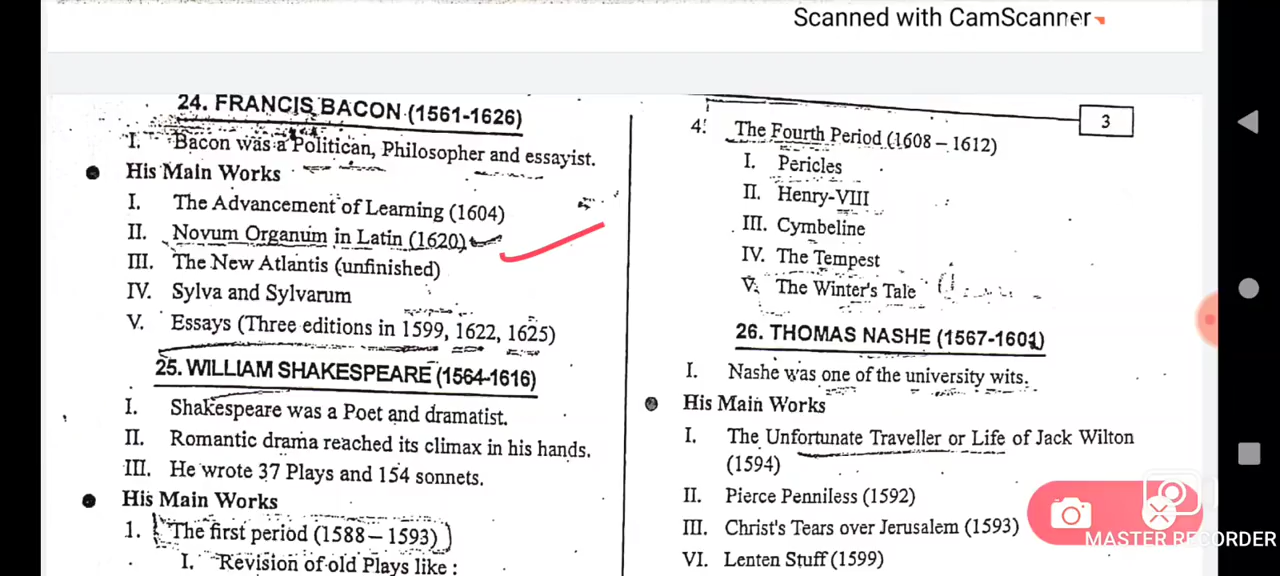 Scanned with CamScanner
24. FRANCIS BACON (1561-1626)
I. Bacon was a Politican, Philosopher and essayist.
His Main Works
I. The Advancement of Learning (1604)
II. Novum Organum in Latin (1620)
III. The New Atlantis (unfinished)
IV. Sylva and Sylvarum
V. Essays (Three editions in 1599, 1622, 1625)
25. WILLIAM SHAKESPEARE (1564-1616)
I. Shakespeare was a Poet and dramatist.
II. Romantic drama reached its climax in his hands.
III. He wrote 37 Plays and 154 sonnets.
His Main Works
1. The first period (1588 – 1593)
I. Revision of old Plays like :
3
4. The Fourth Period (1608 – 1612)
I. Pericles
II. Henry-VIII
III. Cymbeline
IV. The Tempest
V. The Winter's Tale
26. THOMAS NASHE (1567-1601)
I. Nashe was one of the university wits.
His Main Works
I. The Unfortunate Traveller or Life of Jack Wilton
(1594)
II. Pierce Penniless (1592)
III. Christ's Tears over Jerusalem (1593)
VI. Lenten Stuff (1599)
MASTER RECORDER